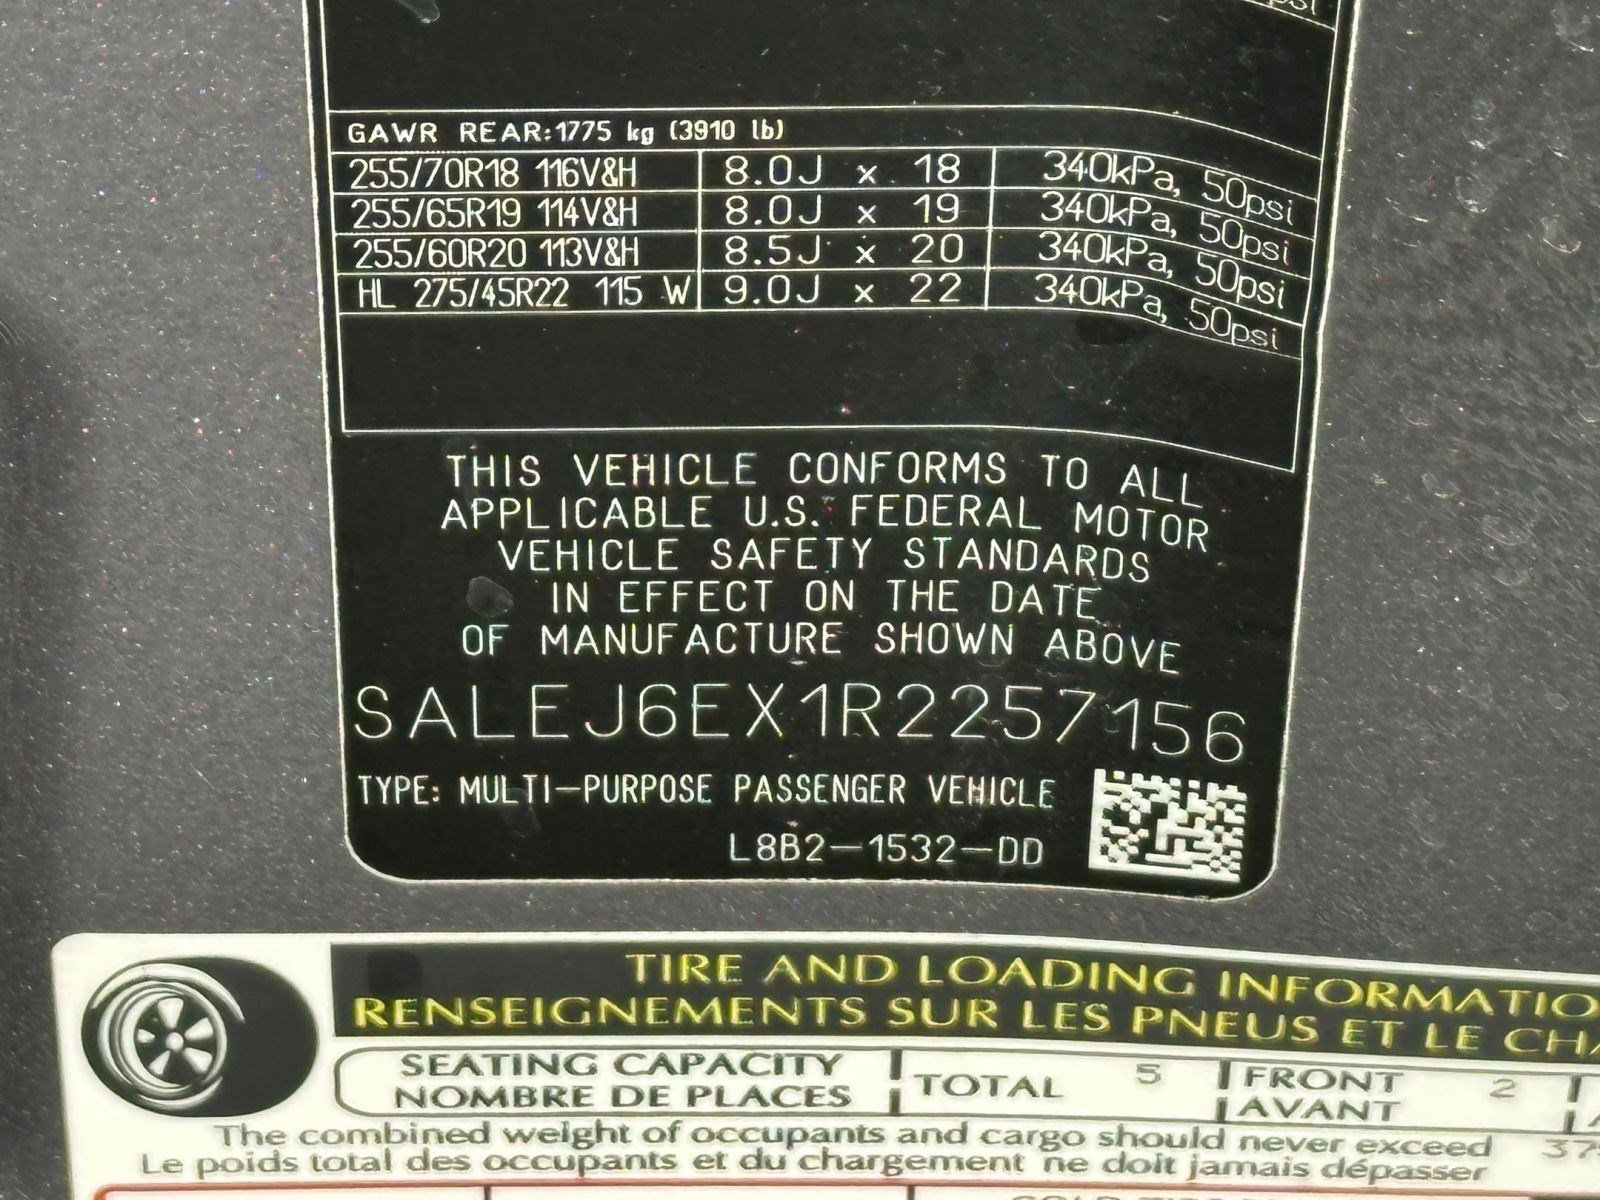 GAWR REAR:1775 kg (3910 lb)
255/70R18 116V&H 8.0J x 18 340kPa, 50psi
255/65R19 114V&H 8.0J x 19 340kPa, 50psi
255/60R20 113V&H 8.5J x 20 340kPa, 50psi
HL 275/45R22 115 W 9.0J x 22 340kPa, 50psi
THIS VEHICLE CONFORMS TO ALL
APPLICABLE U.S. FEDERAL MOTOR
VEHICLE SAFETY STANDARDS
IN EFFECT ON THE DATE
OF MANUFACTURE SHOWN ABOVE
SALEJ6EX1R2257156
TYPE: MULTI-PURPOSE PASSENGER VEHICLE
L8B2-1532-DD
TIRE AND LOADING INFORMATIO
RENSEIGNEMENTS SUR LES PNEUS ET LE CH
SEATING CAPACITY
NOMBRE DE PLACES
TOTAL 5
FRONT
AVANT
2
The combined weight of occupants and cargo should never exceed
Le poids total des occupants et du chargement ne doit jamais dépasser